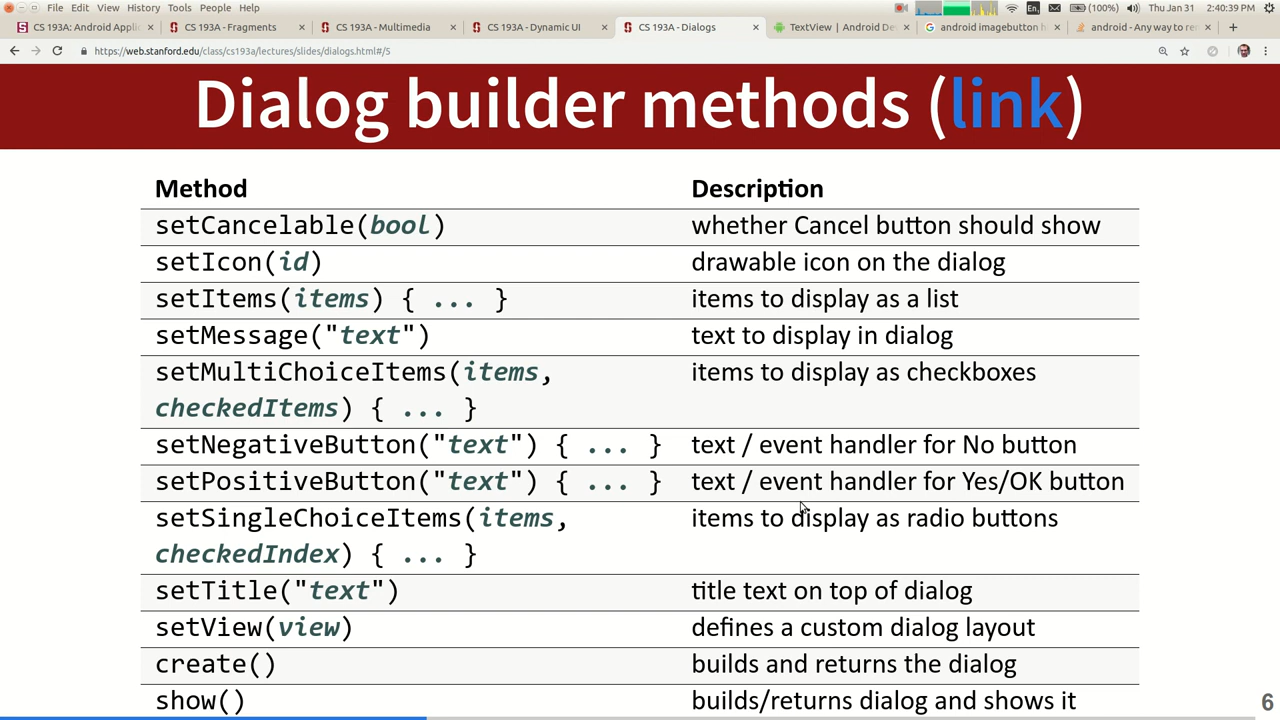 File Edit View History Tools People Help
En, (100%) Thu Jan 31 2:40:39 PM
CS 193A: Android Appli CS 193A - Fragments CS 193A - Multimedia CS 193A - Dynamic UI CS 193A - Dialogs TextView | Android De android imagebutton h android - Any way to re
https://web.stanford.edu/class/cs193a/lectures/slides/dialogs.html#/5
Dialog builder methods (link)
Method Description
setCancelable(bool) whether Cancel button should show
setIcon(id) drawable icon on the dialog
setItems(items) { ... } items to display as a list
setMessage("text") text to display in dialog
setMultiChoiceItems(items, items to display as checkboxes
checkedItems) { ... }
setNegativeButton("text") { ... } text / event handler for No button
setPositiveButton("text") { ... } text / event handler for Yes/OK button
setSingleChoiceItems(items, items to display as radio buttons
checkedIndex) { ... }
setTitle("text") title text on top of dialog
setView(view) defines a custom dialog layout
create() builds and returns the dialog
show() builds/returns dialog and shows it
6